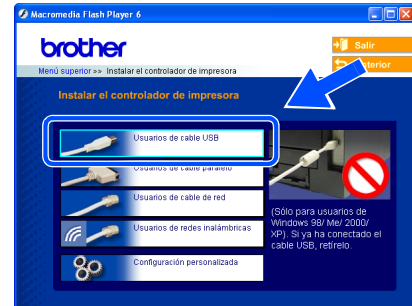 Macromedia Flash Player 6
brother
Salir
Anterior
Menú superior >> Instalar el controlador de impresora
Instalar el controlador de impresora
Usuarios de cable USB
Usuarios de cable paralelo
Usuarios de cable de red
Usuarios de redes inalámbricas
Configuración personalizada
(Sólo para usuarios de
Windows 98/ Me/ 2000/
XP). Si ya ha conectado el
cable USB, retírelo.